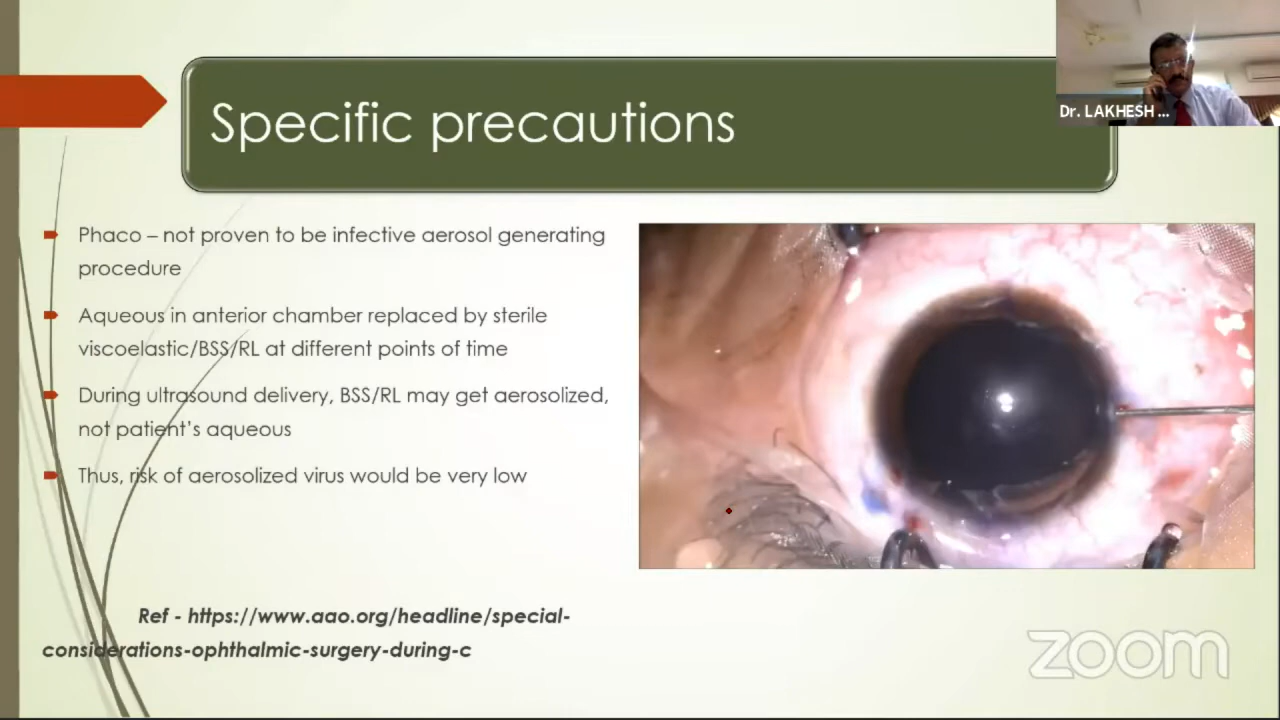 Specific precautions
Dr. LAKHESH ...
Phaco – not proven to be infective aerosol generating
procedure
Aqueous in anterior chamber replaced by sterile
viscoelastic/BSS/RL at different points of time
During ultrasound delivery, BSS/RL may get aerosolized,
not patient’s aqueous
Thus, risk of aerosolized virus would be very low
Ref - https://www.aao.org/headline/special-
considerations-ophthalmic-surgery-during-c
zoom